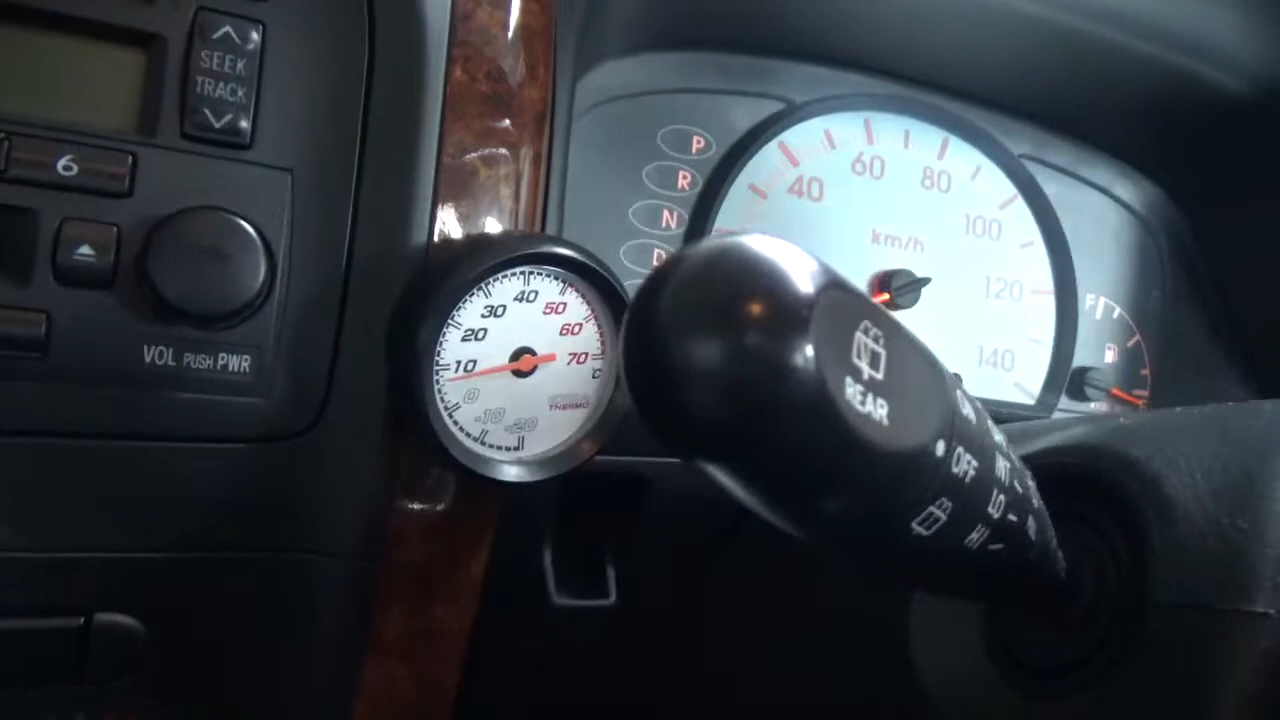 SEEK
TRACK
6
VOL PUSH PWR
P
R
N
D
40
60
80
100
120
140
km/h
F
-20
-10
0
10
20
30
40
50
60
70
°C
THERMO
REAR
ON
OFF
INT
LO
HI